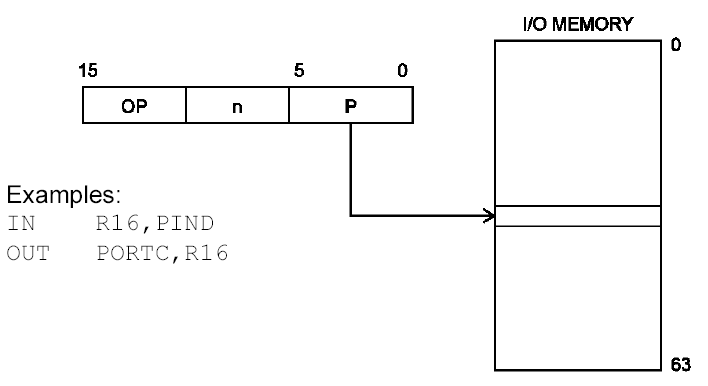 I/O MEMORY
0
15 5 0
OP n P
Examples:
IN R16,PIND
OUT PORTC,R16
63